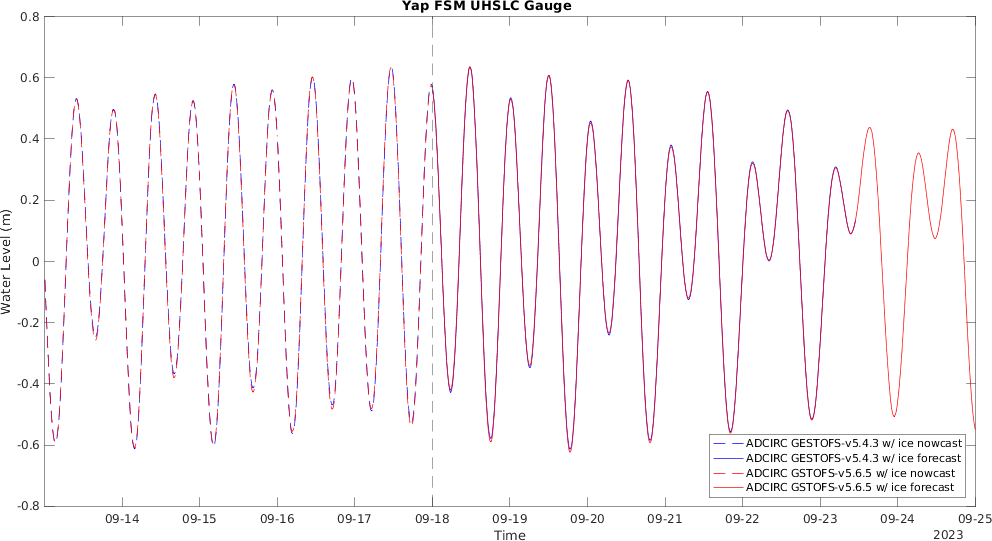 Yap FSM UHSLC Gauge
0.8
0.6
0.4
0.2
0
-0.2
-0.4
-0.6
-0.8
Water Level (m)
ADCIRC GESTOFS-v5.4.3 w/ ice nowcast
ADCIRC GESTOFS-v5.4.3 w/ ice forecast
ADCIRC GSTOFS-v5.6.5 w/ ice nowcast
ADCIRC GSTOFS-v5.6.5 w/ ice forecast
09-14 09-15 09-16 09-17 09-18 09-19 09-20 09-21 09-22 09-23 09-24 09-25
Time
2023